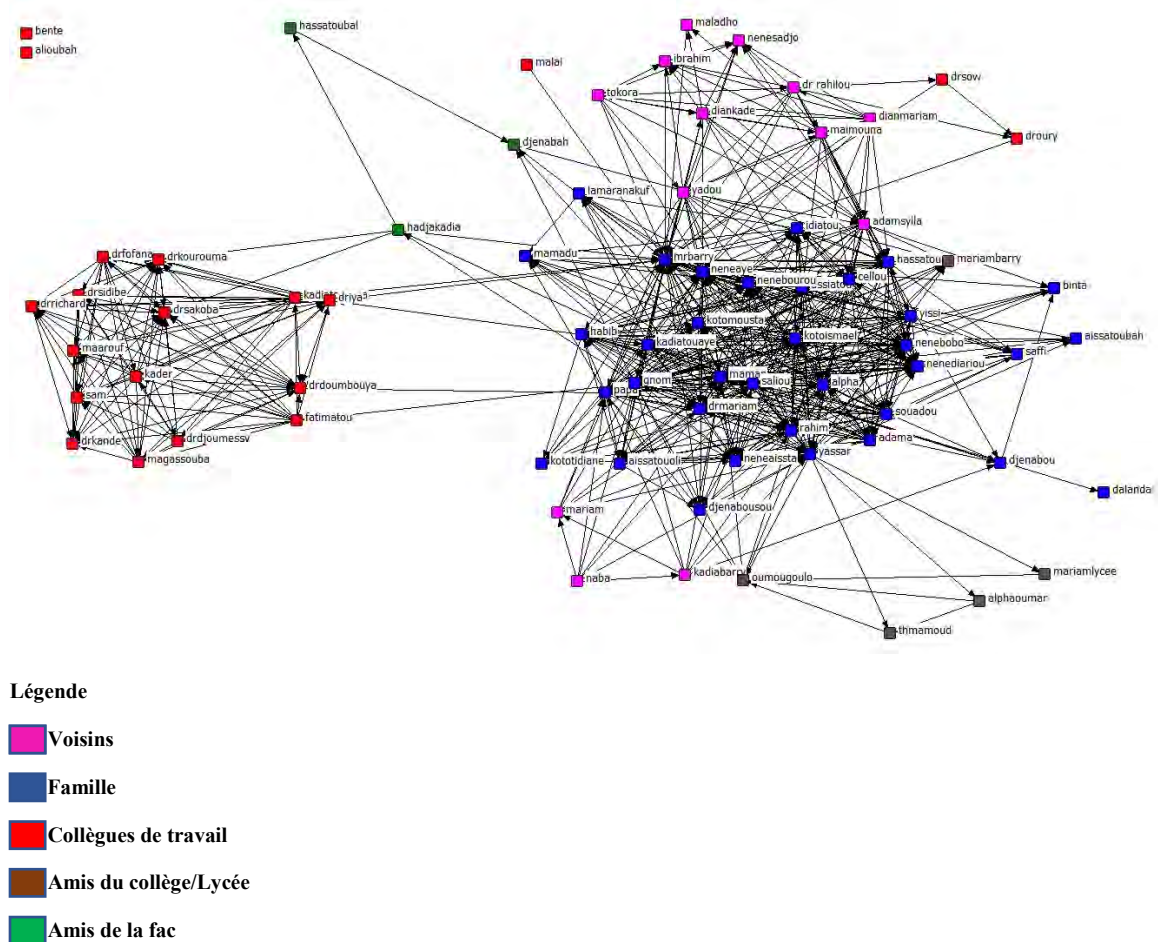 bente
alioubah
hassatoubal
malal
maladho
nenesadjo
ibrahim
tokora
dr rahilou
drsow
diankade
dianmariam
maimouna
droury
djenabah
lamaranakuf
yadou
adamsyila
hadjakadia
idiatou
mamadu
mrbarry
neneaye
nenebourou
cellou
hassatou
mariambarry
binta
drfofana
drkourouma
drsidibe
drrichard
drsakoba
maarouf
kader
sam
drdoumbouya
fatimatou
drkande
drdjoumessy
magassouba
kotomousta
habib
kadiatouaye
kotoismael
yissi
nenebobo
aissatoubah
saffi
nenediariou
mama
gnom
papa
saliou
alpha
drmariam
souadou
rahim
adama
kototidiane
aissatouoli
neneaissta
yassar
djenabou
dalanda
mariam
djenabousou
naba
kadiabarry
oumougoulo
mariamlycee
alphaoumar
thmamoud
Légende
Voisins
Famille
Collègues de travail
Amis du collège/Lycée
Amis de la fac